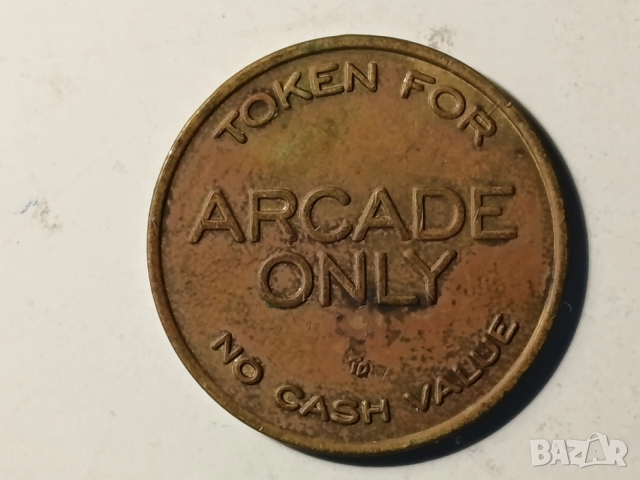 TOKEN FOR
ARCADE
ONLY
NO CASH VALUE
BAZAR